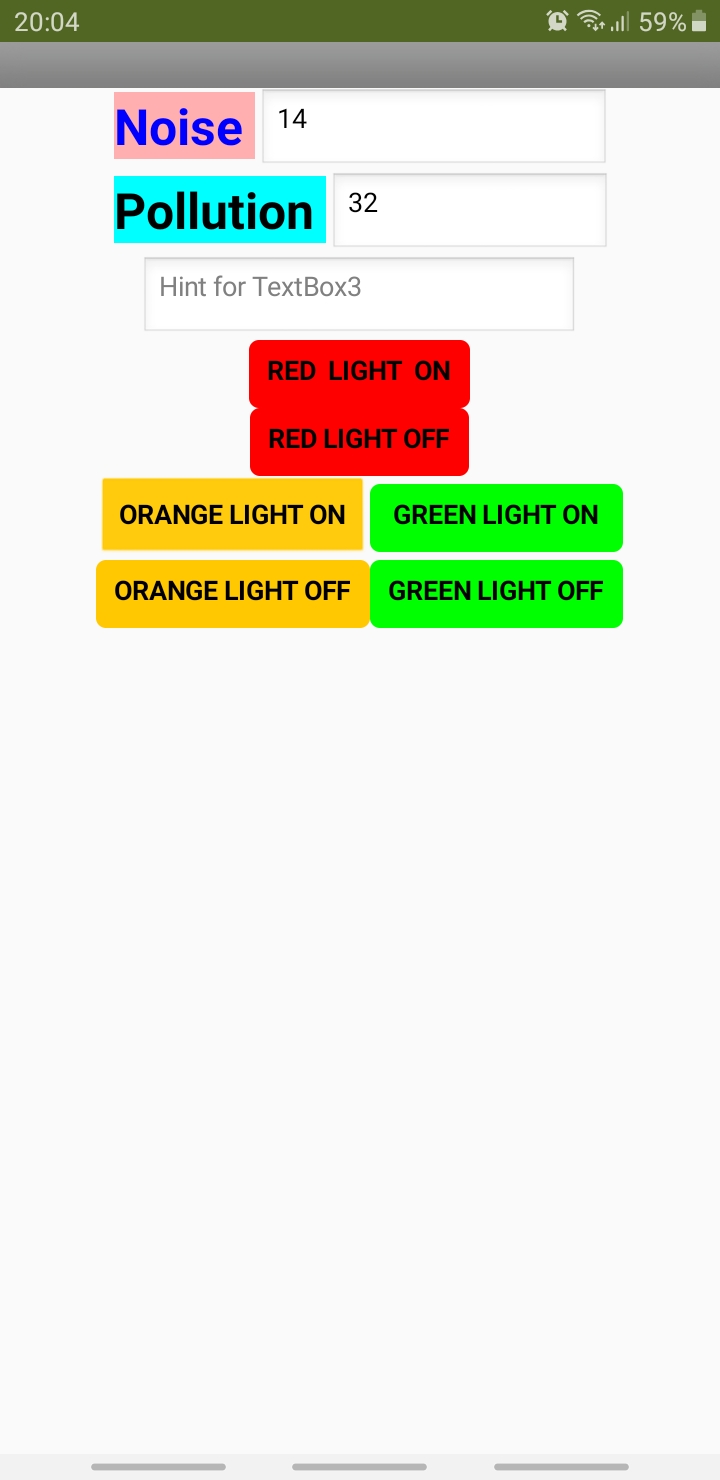 20:04 59%
Noise 14
Pollution 32
Hint for TextBox3
RED LIGHT ON
RED LIGHT OFF
ORANGE LIGHT ON GREEN LIGHT ON
ORANGE LIGHT OFF GREEN LIGHT OFF